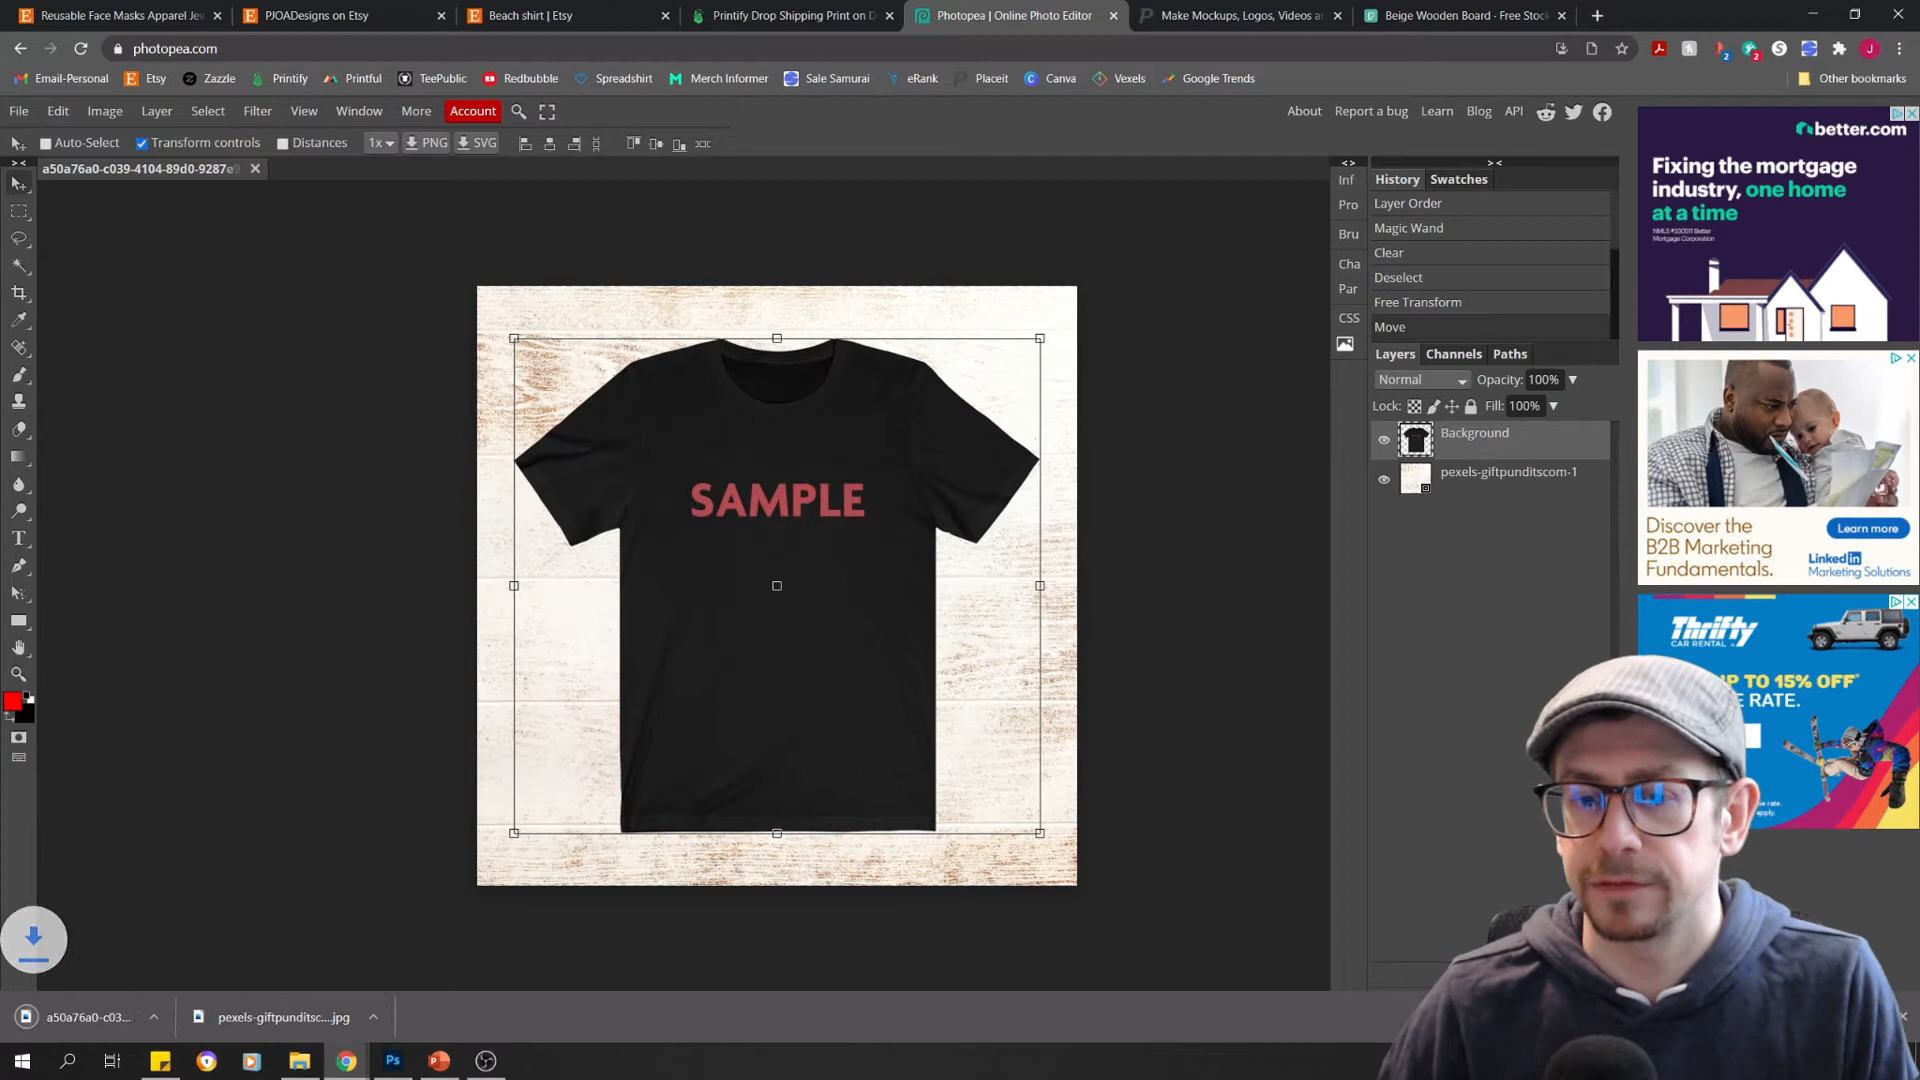 Reusable Face Masks Apparel Jew
PJOADesigns on Etsy
Beach shirt | Etsy
Printify Drop Shipping Print on D
Photopea | Online Photo Editor
Make Mockups, Logos, Videos an
Beige Wooden Board - Free Stock
photopea.com
Email-Personal
Etsy
Zazzle
Printify
Printful
TeePublic
Redbubble
Spreadshirt
Merch Informer
Sale Samurai
eRank
Placeit
Canva
Vexels
Google Trends
Other bookmarks
File Edit Image Layer Select Filter View Window More Account
About Report a bug Learn Blog API
Auto-Select Transform controls Distances 1x PNG SVG
a50a76a0-c039-4104-89d0-9287e9
SAMPLE
Inf
Pro
Bru
Cha
Par
CSS
History Swatches
Layer Order
Magic Wand
Clear
Deselect
Free Transform
Move
Layers Channels Paths
Normal Opacity: 100%
Lock: Fill: 100%
Background
pexels-giftpunditscom-1
better.com
Fixing the mortgage
industry, one home
at a time
Discover the
B2B Marketing
Fundamentals.
Learn more
LinkedIn
Marketing Solutions
Thrifty
CAR RENTAL
UP TO 15% OFF
RATE.
a50a76a0-c03...
pexels-giftpunditsc....jpg